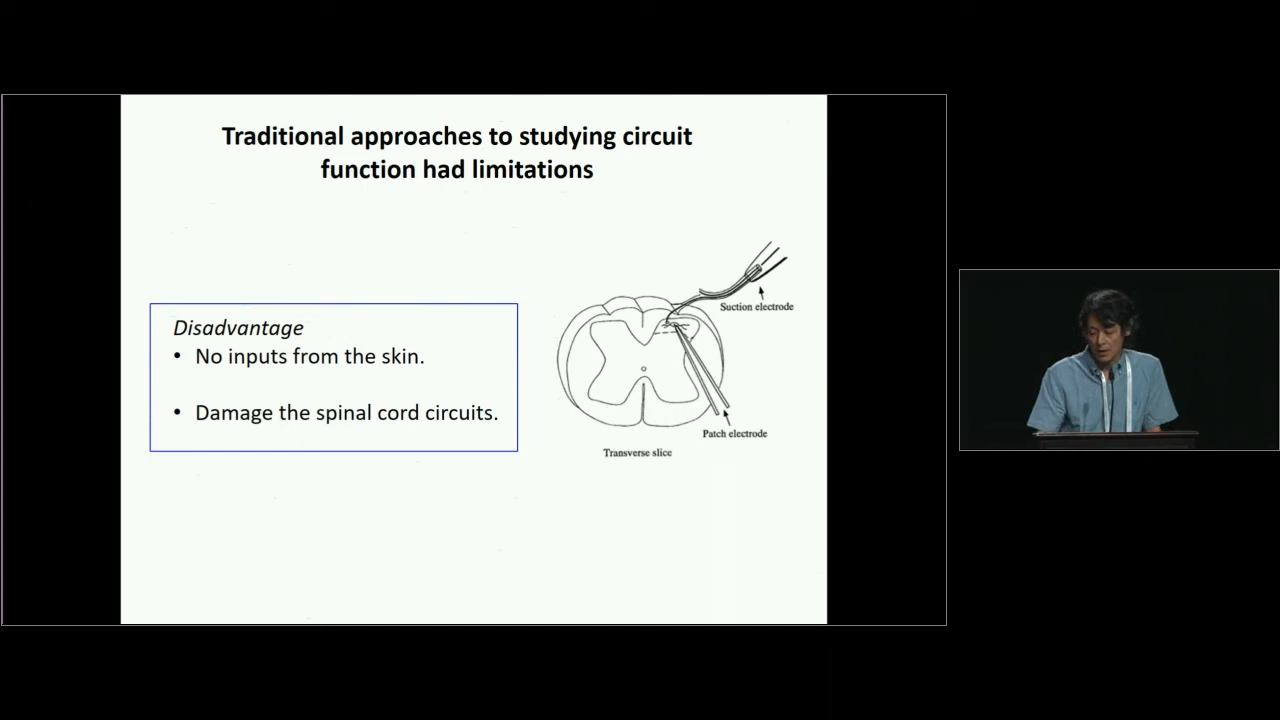 Traditional approaches to studying circuit
function had limitations
Disadvantage
• No inputs from the skin.
• Damage the spinal cord circuits.
Suction electrode
Patch electrode
Transverse slice